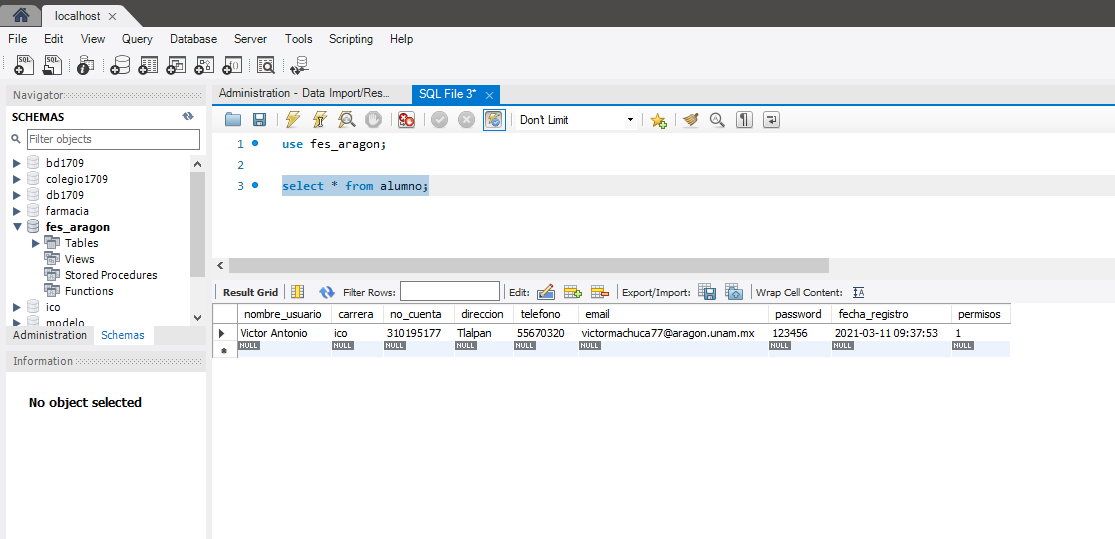 localhost
File Edit View Query Database Server Tools Scripting Help
Navigator
SCHEMAS
Filter objects
bd1709
colegio1709
db1709
farmacia
fes_aragon
Tables
Views
Stored Procedures
Functions
ico
modelo
Administration Schemas
Information
No object selected
Administration - Data Import/Res... SQL File 3*
Don't Limit
1 use fes_aragon;
2
3 select * from alumno;
Result Grid Filter Rows: Edit: Export/Import: Wrap Cell Content:
nombre_usuario carrera no_cuenta direccion telefono email password fecha_registro permisos
Victor Antonio ico 310195177 Tlalpan 55670320 victormachuca77@aragon.unam.mx 123456 2021-03-11 09:37:53 1
NULL NULL NULL NULL NULL NULL NULL NULL NULL